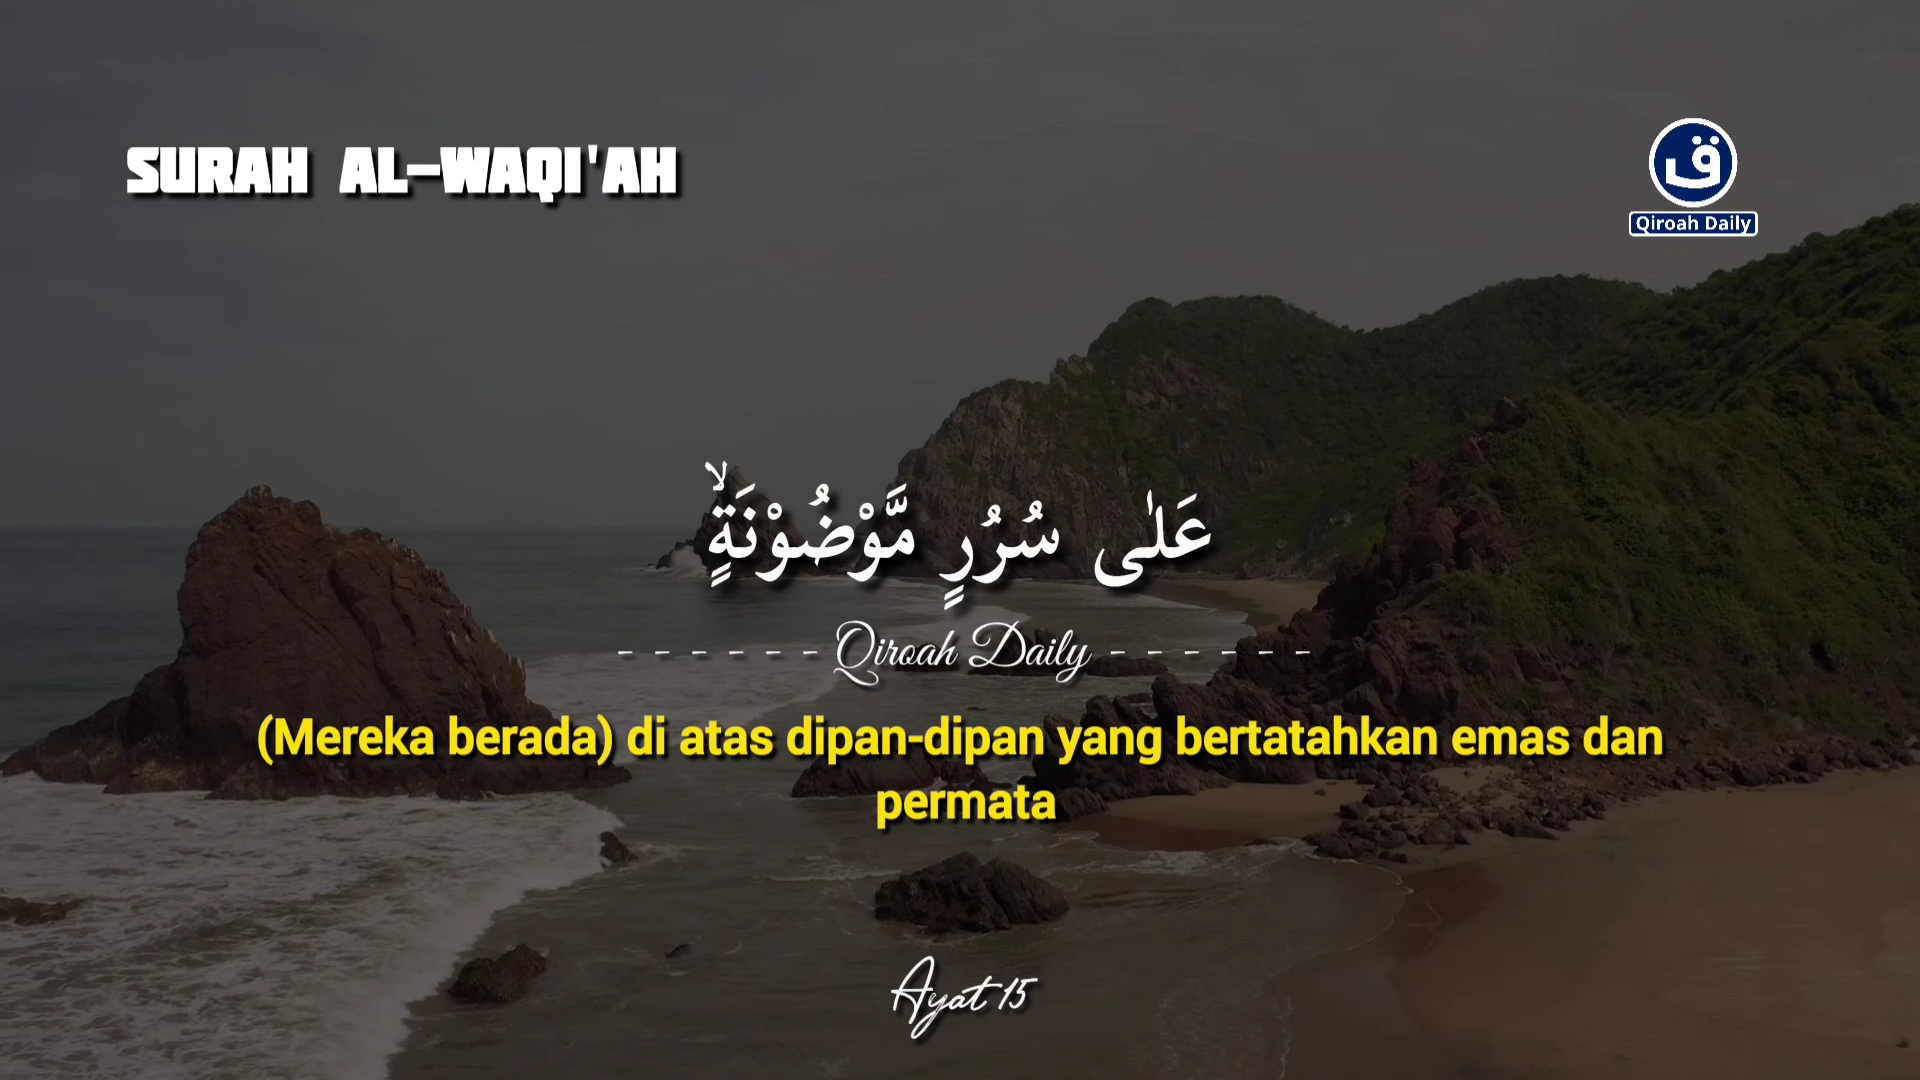 SURAH AL-WAQI'AH
ق
Qiroah Daily
عَلٰى سُرُرٍ مَّوْضُوْنَةٍۙ
Qiroah Daily
(Mereka berada) di atas dipan-dipan yang bertatahkan emas dan
permata
Ayat 15